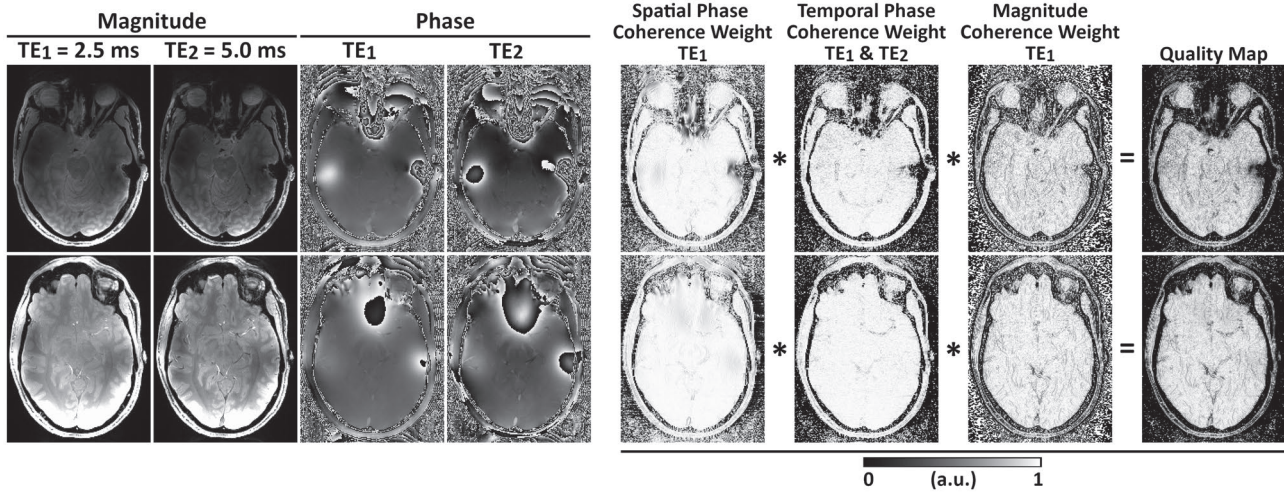 Magnitude
Phase
TE1 = 2.5 ms
TE2 = 5.0 ms
TE1
TE2
Spatial Phase
Coherence Weight
TE1
Temporal Phase
Coherence Weight
TE1 & TE2
Magnitude
Coherence Weight
TE1
Quality Map
* * =
* * =
0 (a.u.) 1